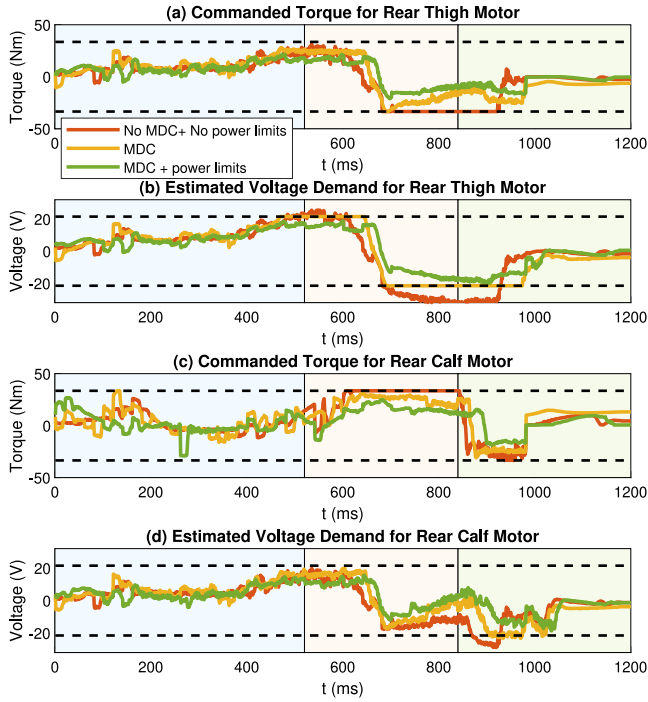 (a) Commanded Torque for Rear Thigh Motor
50
0
-50
Torque (Nm)
0 200 400 600 800 1000 1200
t (ms)
No MDC+ No power limits
MDC
MDC + power limits
(b) Estimated Voltage Demand for Rear Thigh Motor
20
0
-20
Voltage (V)
0 200 400 600 800 1000 1200
t (ms)
(c) Commanded Torque for Rear Calf Motor
50
0
-50
Torque (Nm)
0 200 400 600 800 1000 1200
t (ms)
(d) Estimated Voltage Demand for Rear Calf Motor
20
0
-20
Voltage (V)
0 200 400 600 800 1000 1200
t (ms)